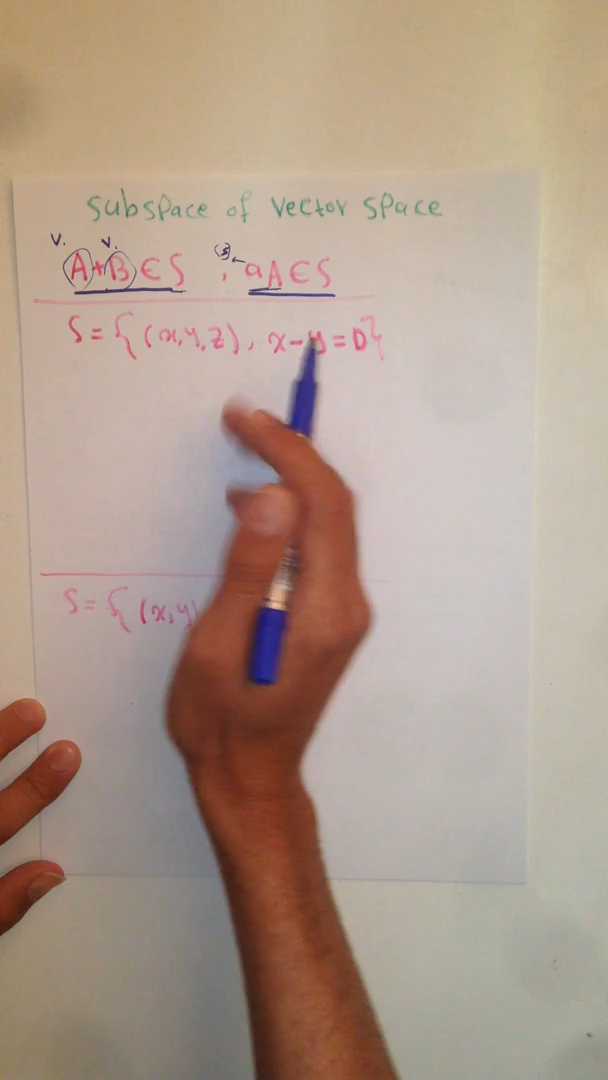 subspace of vector space
v. v. (s)
A+B∈S , aA∈S
S={(x,y,z), x-y=0}
S={(x,y)